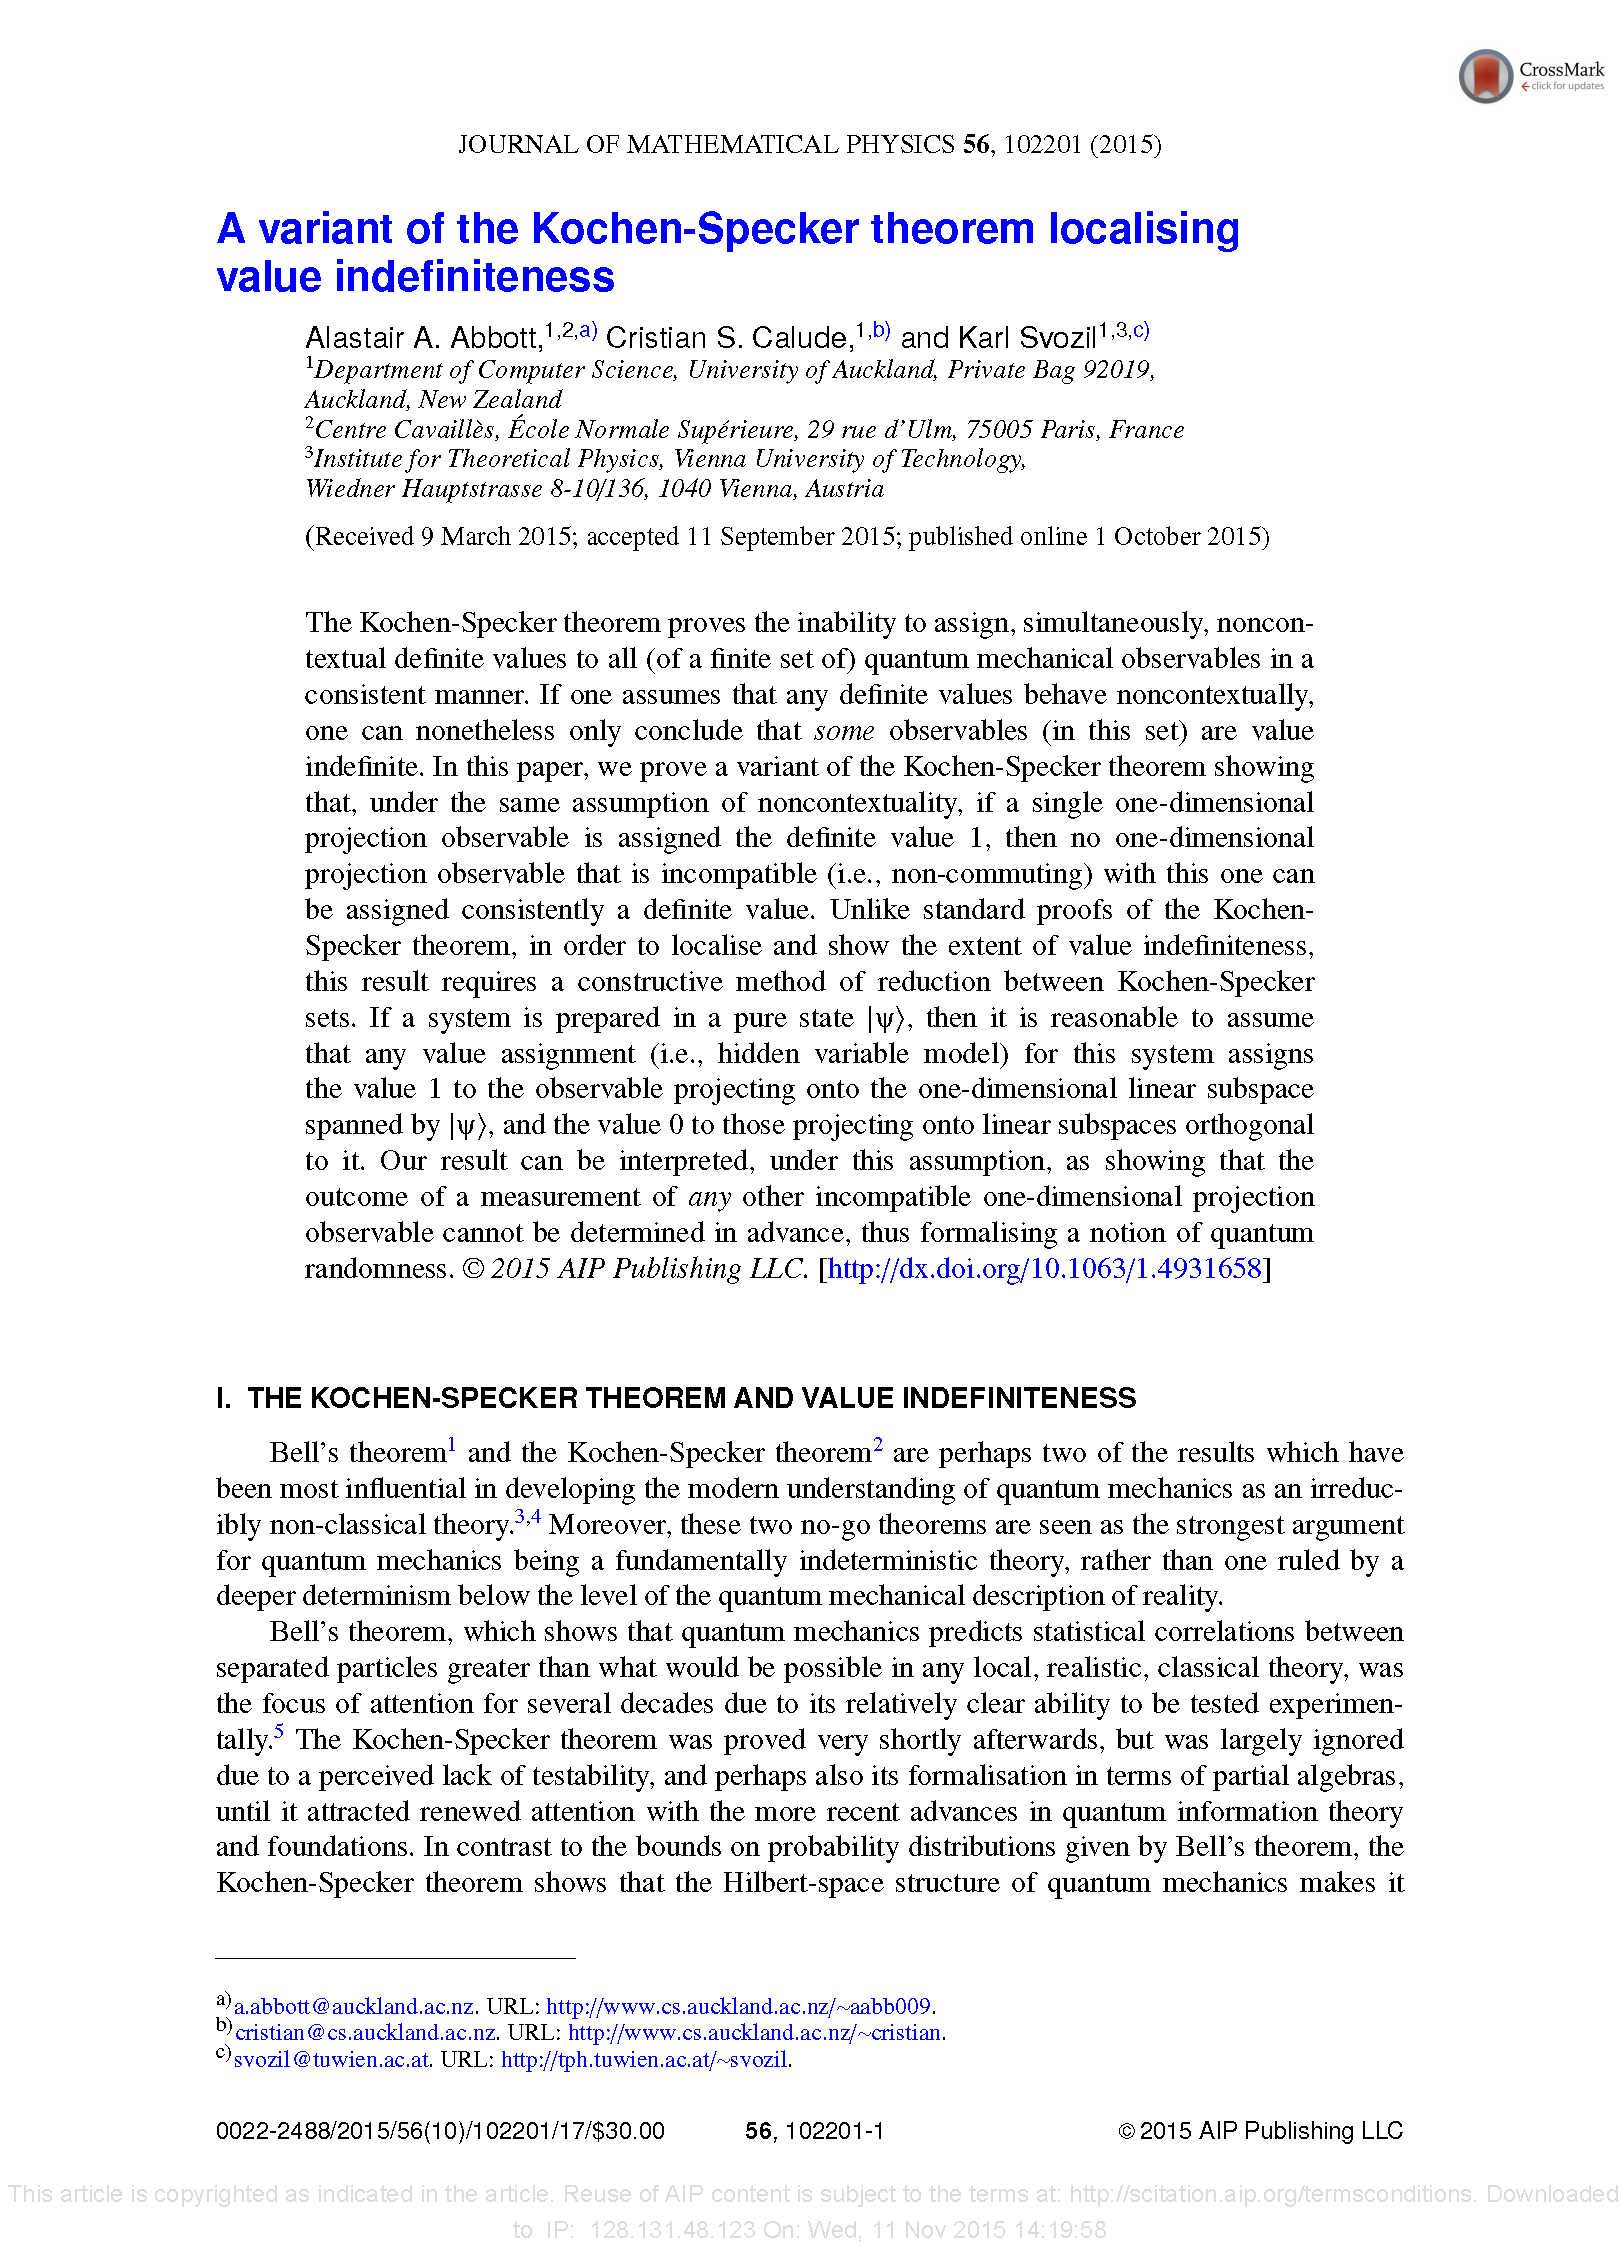 CrossMark
click for updates
JOURNAL OF MATHEMATICAL PHYSICS 56, 102201 (2015)
A variant of the Kochen-Specker theorem localising
value indefiniteness
Alastair A. Abbott,1,2,a) Cristian S. Calude,1,b) and Karl Svozil1,3,c)
1Department of Computer Science, University of Auckland, Private Bag 92019,
Auckland, New Zealand
2Centre Cavaillès, École Normale Supérieure, 29 rue d'Ulm, 75005 Paris, France
3Institute for Theoretical Physics, Vienna University of Technology,
Wiedner Hauptstrasse 8-10/136, 1040 Vienna, Austria
(Received 9 March 2015; accepted 11 September 2015; published online 1 October 2015)
The Kochen-Specker theorem proves the inability to assign, simultaneously, noncon-
textual definite values to all (of a finite set of) quantum mechanical observables in a
consistent manner. If one assumes that any definite values behave noncontextually,
one can nonetheless only conclude that some observables (in this set) are value
indefinite. In this paper, we prove a variant of the Kochen-Specker theorem showing
that, under the same assumption of noncontextuality, if a single one-dimensional
projection observable is assigned the definite value 1, then no one-dimensional
projection observable that is incompatible (i.e., non-commuting) with this one can
be assigned consistently a definite value. Unlike standard proofs of the Kochen-
Specker theorem, in order to localise and show the extent of value indefiniteness,
this result requires a constructive method of reduction between Kochen-Specker
sets. If a system is prepared in a pure state |ψ⟩, then it is reasonable to assume
that any value assignment (i.e., hidden variable model) for this system assigns
the value 1 to the observable projecting onto the one-dimensional linear subspace
spanned by |ψ⟩, and the value 0 to those projecting onto linear subspaces orthogonal
to it. Our result can be interpreted, under this assumption, as showing that the
outcome of a measurement of any other incompatible one-dimensional projection
observable cannot be determined in advance, thus formalising a notion of quantum
randomness. © 2015 AIP Publishing LLC. [http://dx.doi.org/10.1063/1.4931658]
I. THE KOCHEN-SPECKER THEOREM AND VALUE INDEFINITENESS
Bell's theorem1 and the Kochen-Specker theorem2 are perhaps two of the results which have
been most influential in developing the modern understanding of quantum mechanics as an irreduc-
ibly non-classical theory.3,4 Moreover, these two no-go theorems are seen as the strongest argument
for quantum mechanics being a fundamentally indeterministic theory, rather than one ruled by a
deeper determinism below the level of the quantum mechanical description of reality.
Bell's theorem, which shows that quantum mechanics predicts statistical correlations between
separated particles greater than what would be possible in any local, realistic, classical theory, was
the focus of attention for several decades due to its relatively clear ability to be tested experimen-
tally.5 The Kochen-Specker theorem was proved very shortly afterwards, but was largely ignored
due to a perceived lack of testability, and perhaps also its formalisation in terms of partial algebras,
until it attracted renewed attention with the more recent advances in quantum information theory
and foundations. In contrast to the bounds on probability distributions given by Bell's theorem, the
Kochen-Specker theorem shows that the Hilbert-space structure of quantum mechanics makes it
a)a.abbott@auckland.ac.nz. URL: http://www.cs.auckland.ac.nz/~aabb009.
b)cristian@cs.auckland.ac.nz. URL: http://www.cs.auckland.ac.nz/~cristian.
c)svozil@tuwien.ac.at. URL: http://tph.tuwien.ac.at/~svozil.
0022-2488/2015/56(10)/102201/17/$30.00 56, 102201-1 © 2015 AIP Publishing LLC
This article is copyrighted as indicated in the article. Reuse of AIP content is subject to the terms at: http://scitation.aip.org/termsconditions. Downloaded
to IP: 128.131.48.123 On: Wed, 11 Nov 2015 14:19:58